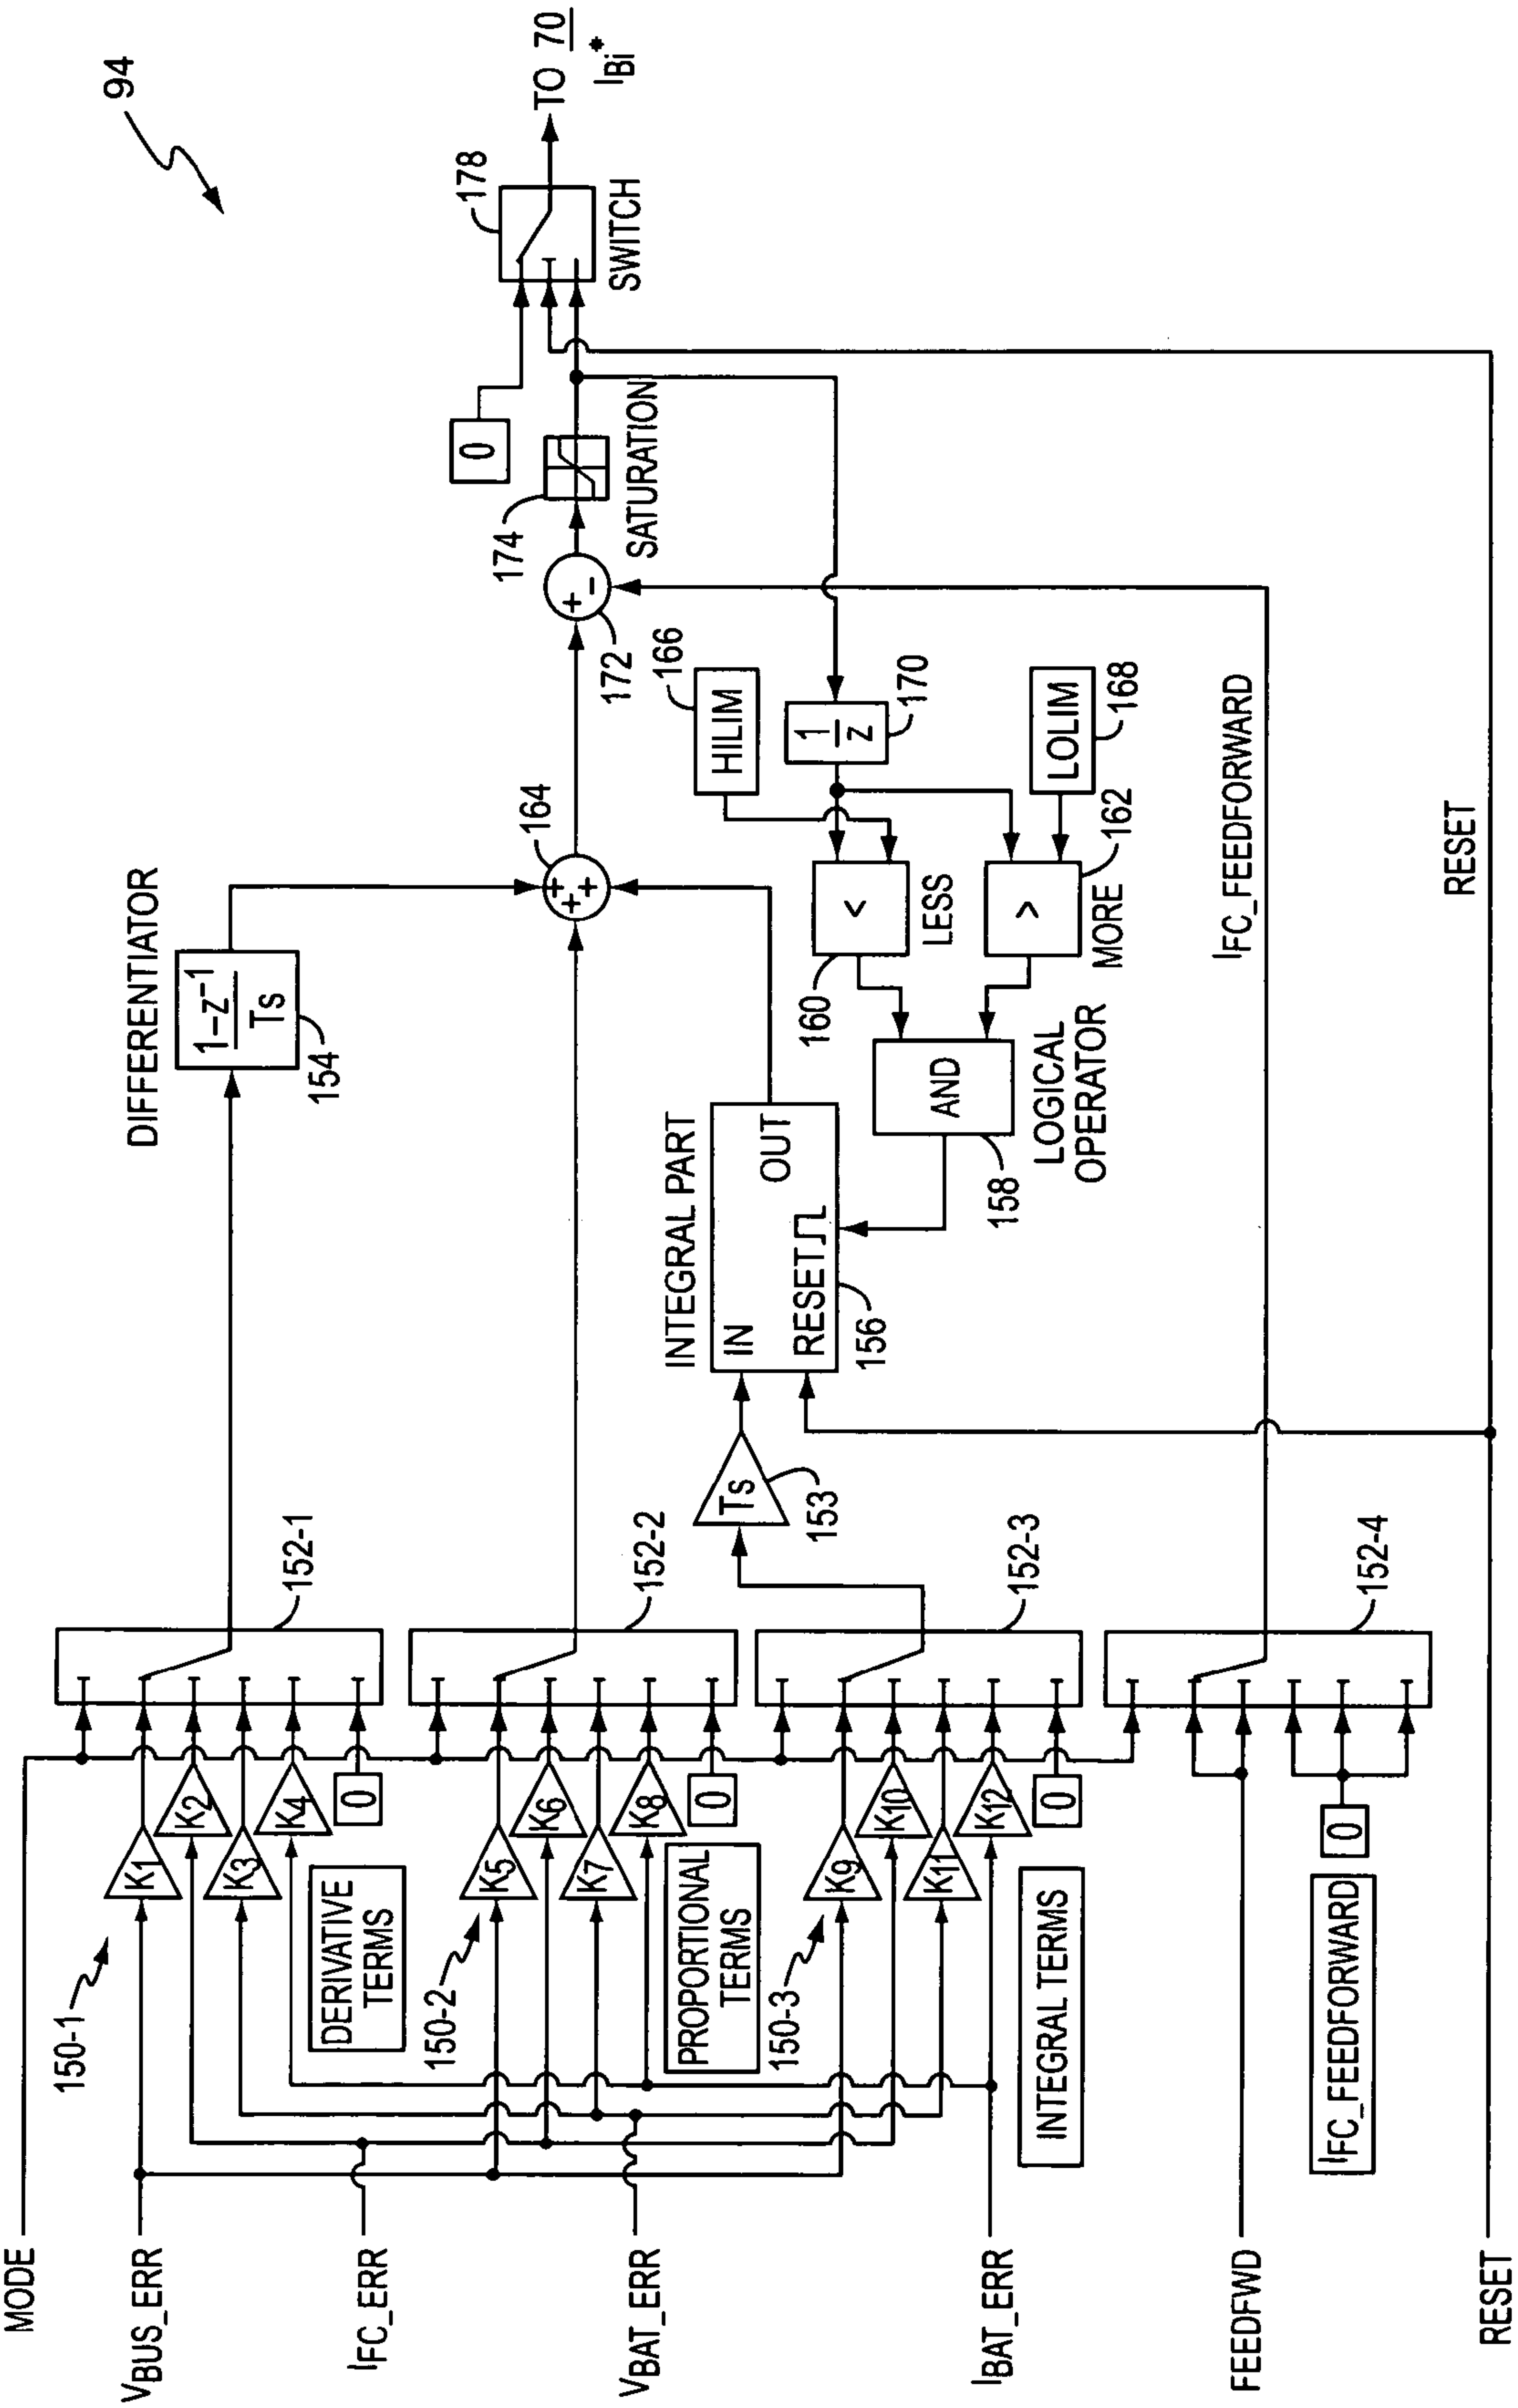 94
MODE
VBUS_ERR
IFC_ERR
VBAT_ERR
IBAT_ERR
FEEDFWD
RESET
150-1
K1
K2
K3
K4
0
DERIVATIVE
TERMS
152-1
DIFFERENTIATOR
1-z⁻¹
Ts
154
150-2
K5
K6
K7
K8
0
PROPORTIONAL
TERMS
152-2
150-3
K9
K10
K11
K12
0
INTEGRAL TERMS
152-3
Ts
153
INTEGRAL PART
IN
OUT
RESET
156
AND
158
LOGICAL
OPERATOR
<
160
LESS
>
162
MORE
HILIM
166
LOLIM
168
1
z
170
164
+
+
+
172
+
-
174
SATURATION
0
178
SWITCH
TO 70
IBi*
0
IFC_FEEDFORWARD
152-4
IFC_FEEDFORWARD
RESET